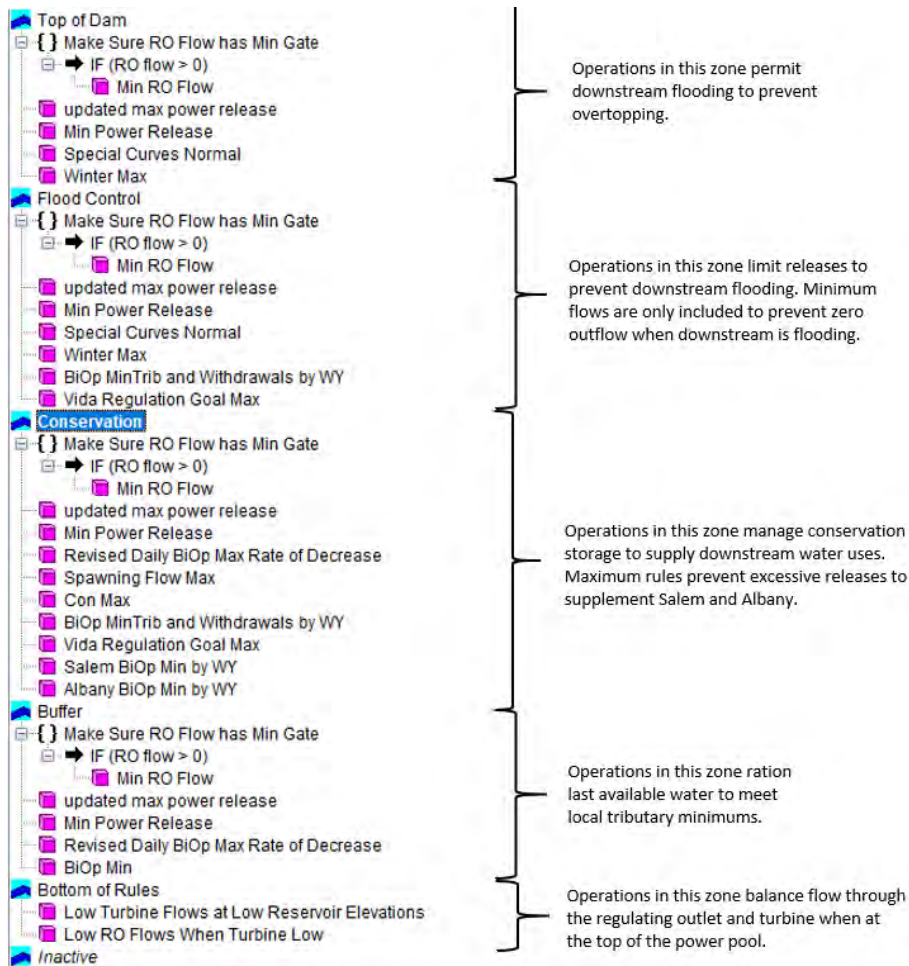 Top of Dam
{ } Make Sure RO Flow has Min Gate
IF (RO flow > 0)
Min RO Flow
updated max power release
Min Power Release
Special Curves Normal
Winter Max
Operations in this zone permit
downstream flooding to prevent
overtopping.
Flood Control
{ } Make Sure RO Flow has Min Gate
IF (RO flow > 0)
Min RO Flow
updated max power release
Min Power Release
Special Curves Normal
Winter Max
BiOp MinTrib and Withdrawals by WY
Vida Regulation Goal Max
Operations in this zone limit releases to
prevent downstream flooding. Minimum
flows are only included to prevent zero
outflow when downstream is flooding.
Conservation
{ } Make Sure RO Flow has Min Gate
IF (RO flow > 0)
Min RO Flow
updated max power release
Min Power Release
Revised Daily BiOp Max Rate of Decrease
Spawning Flow Max
Con Max
BiOp MinTrib and Withdrawals by WY
Vida Regulation Goal Max
Salem BiOp Min by WY
Albany BiOp Min by WY
Operations in this zone manage conservation
storage to supply downstream water uses.
Maximum rules prevent excessive releases to
supplement Salem and Albany.
Buffer
{ } Make Sure RO Flow has Min Gate
IF (RO flow > 0)
Min RO Flow
updated max power release
Min Power Release
Revised Daily BiOp Max Rate of Decrease
BiOp Min
Operations in this zone ration
last available water to meet
local tributary minimums.
Bottom of Rules
Low Turbine Flows at Low Reservoir Elevations
Low RO Flows When Turbine Low
Operations in this zone balance flow through
the regulating outlet and turbine when at
the top of the power pool.
Inactive